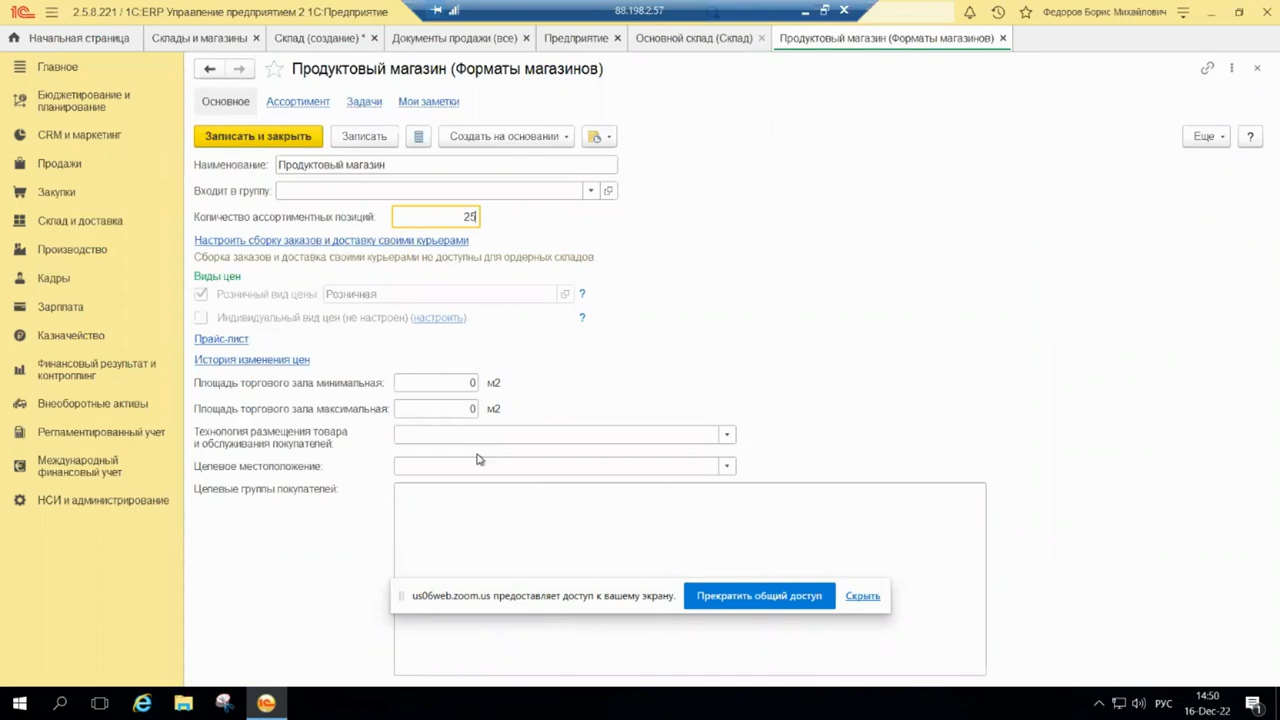 2.5.8.221 / 1С:ERP Управление предприятием 2 1С:Предприятие
88.198.2.57
Федоров Борис Михайлович
Начальная страница
Склады и магазины ×
Склад (создание) * ×
Документы продажи (все) ×
Предприятие ×
Основной склад (Склад) ×
Продуктовый магазин (Форматы магазинов) ×
Главное
Бюджетирование и
планирование
CRM и маркетинг
Продажи
Закупки
Склад и доставка
Производство
Кадры
Зарплата
Казначейство
Финансовый результат и
контроллинг
Внеоборотные активы
Регламентированный учет
Международный
финансовый учет
НСИ и администрирование
Продуктовый магазин (Форматы магазинов)
Основное Ассортимент Задачи Мои заметки
Записать и закрыть Записать Создать на основании Еще ?
Наименование: Продуктовый магазин
Входит в группу:
Количество ассортиментных позиций: 25
Настроить сборку заказов и доставку своими курьерами
Сборка заказов и доставка своими курьерами не доступны для ордерных складов.
Виды цен
Розничный вид цены: Розничная ?
Индивидуальный вид цен (не настроен) (настроить) ?
Прайс-лист
История изменения цен
Площадь торгового зала минимальная: 0 м2
Площадь торгового зала максимальная: 0 м2
Технология размещения товара
и обслуживания покупателей:
Целевое местоположение:
Целевые группы покупателей:
us06web.zoom.us предоставляет доступ к вашему экрану. Прекратить общий доступ Скрыть
РУС
14:50
16-Dec-22
1